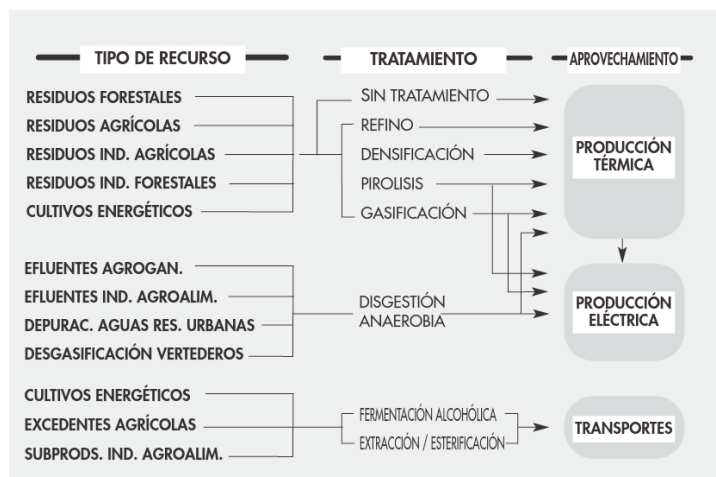 TIPO DE RECURSO
TRATAMIENTO
APROVECHAMIENTO
RESIDUOS FORESTALES
RESIDUOS AGRÍCOLAS
RESIDUOS IND. AGRÍCOLAS
RESIDUOS IND. FORESTALES
CULTIVOS ENERGÉTICOS
SIN TRATAMIENTO
REFINO
DENSIFICACIÓN
PIROLISIS
GASIFICACIÓN
PRODUCCIÓN
TÉRMICA
EFLUENTES AGROGAN.
EFLUENTES IND. AGROALIM.
DEPURAC. AGUAS RES. URBANAS
DESGASIFICACIÓN VERTEDEROS
DISGESTIÓN
ANAEROBIA
PRODUCCIÓN
ELÉCTRICA
CULTIVOS ENERGÉTICOS
EXCEDENTES AGRÍCOLAS
SUBPRODS. IND. AGROALIM.
FERMENTACIÓN ALCOHÓLICA
EXTRACCIÓN / ESTERIFICACIÓN
TRANSPORTES